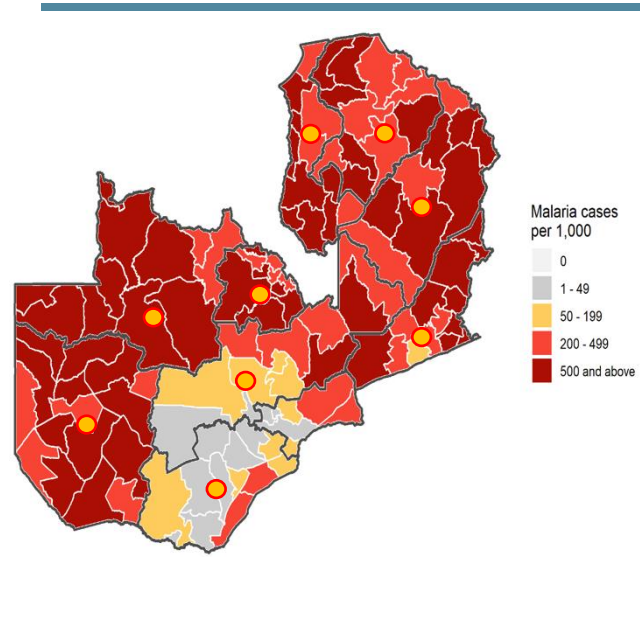 Malaria cases
per 1,000
0
1 - 49
50 - 199
200 - 499
500 and above